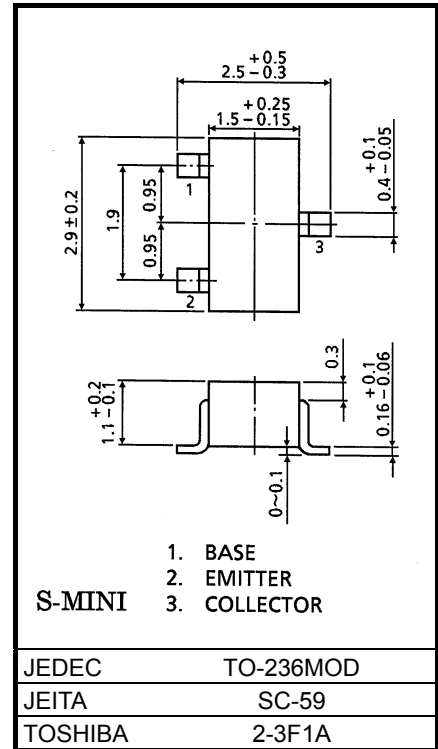 +0.5
2.5 – 0.3
+0.25
1.5 – 0.15
2.9 ± 0.2
1.9
0.95
0.95
1
2
3
+0.1
0.4 – 0.05
+0.2
1.1 – 0.1
0.3
+0.1
0.16 – 0.06
0~0.1
1. BASE
2. EMITTER
S-MINI 3. COLLECTOR
JEDEC TO-236MOD
JEITA SC-59
TOSHIBA 2-3F1A